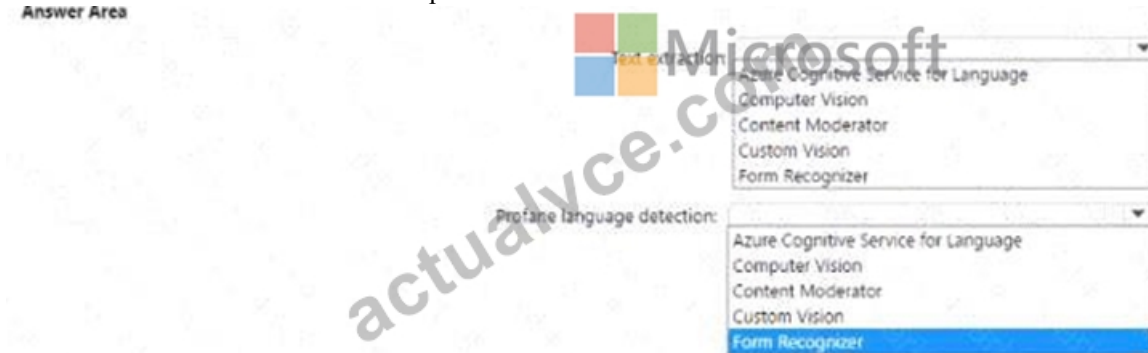 Answer Area
Microsoft
Text extraction:
Azure Cognitive Service for Language
Computer Vision
Content Moderator
Custom Vision
Form Recognizer
actualvce.com
Profane language detection:
Azure Cognitive Service for Language
Computer Vision
Content Moderator
Custom Vision
Form Recognizer